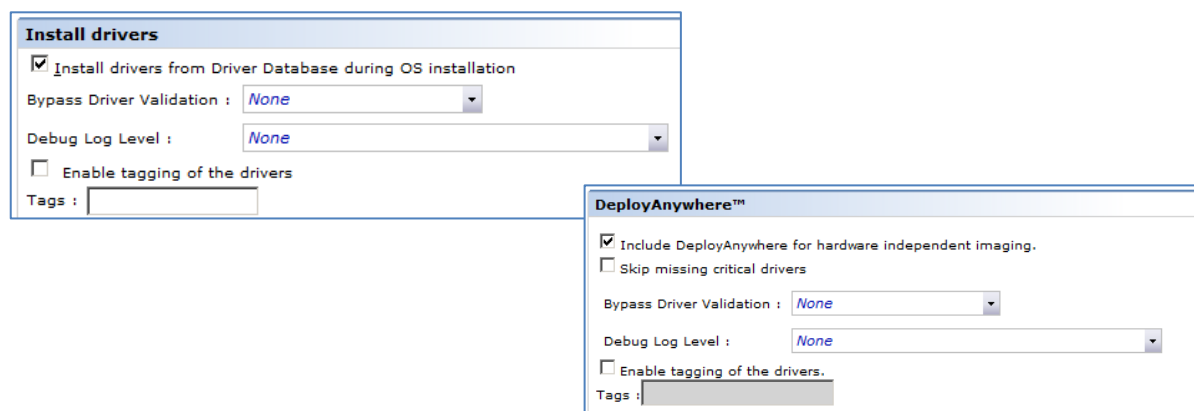 Install drivers
Install drivers from Driver Database during OS installation
Bypass Driver Validation : None
Debug Log Level : None
Enable tagging of the drivers
Tags :
DeployAnywhere™
Include DeployAnywhere for hardware independent imaging.
Skip missing critical drivers
Bypass Driver Validation : None
Debug Log Level : None
Enable tagging of the drivers.
Tags :